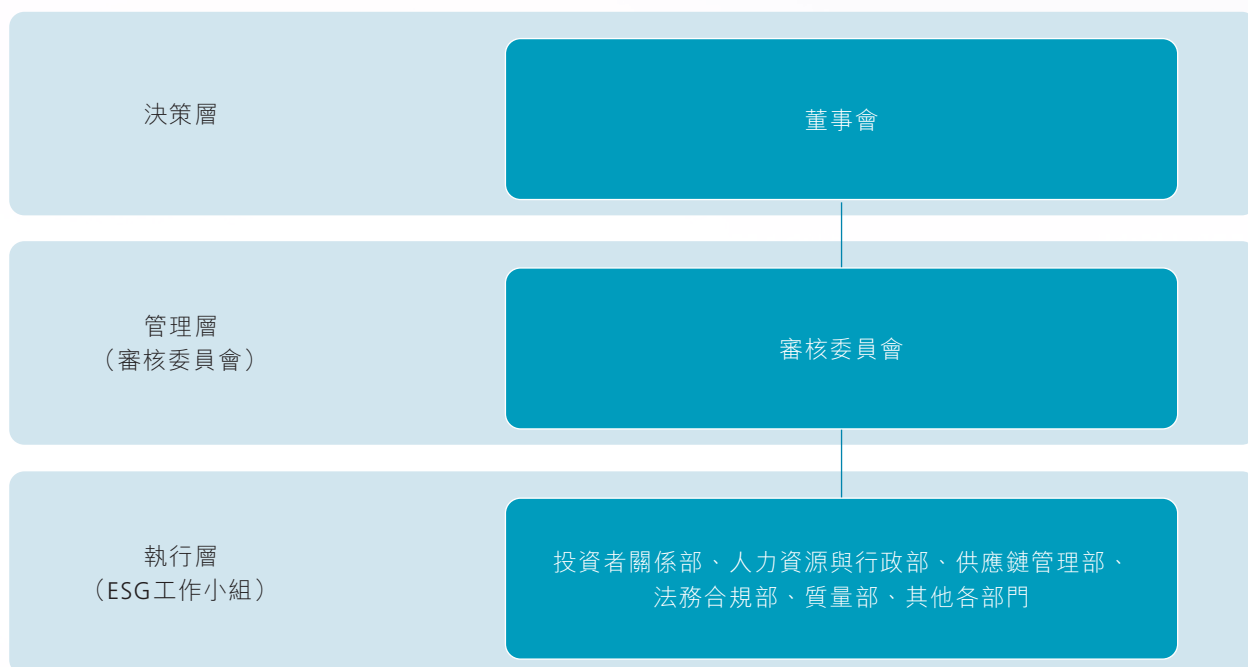 決策層
董事會
管理層
（審核委員會）
審核委員會
執行層
（ESG工作小組）
投資者關係部、人力資源與行政部、供應鏈管理部、
法務合規部、質量部、其他各部門